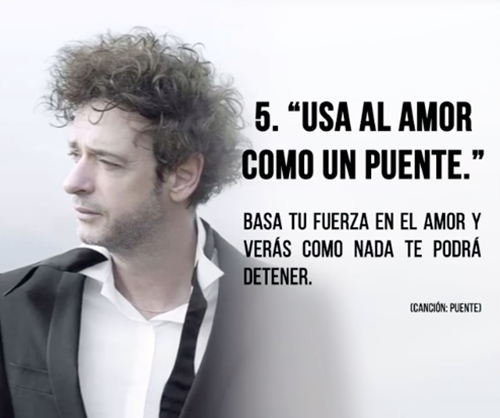 5. “USA AL AMOR
COMO UN PUENTE.”
BASA TU FUERZA EN EL AMOR Y
VERÁS COMO NADA TE PODRÁ
DETENER.
(CANCIÓN: PUENTE)